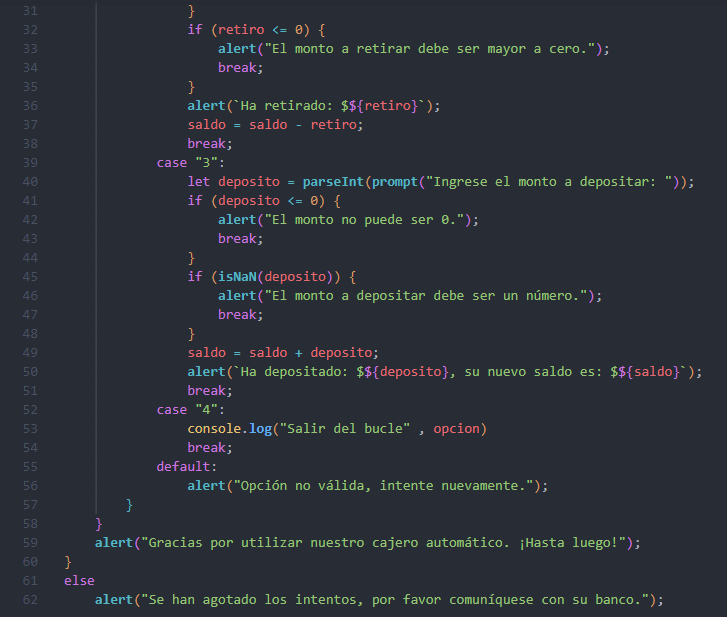 31 }
32 if (retiro <= 0) {
33 alert("El monto a retirar debe ser mayor a cero.");
34 break;
35 }
36 alert(`Ha retirado: $${retiro}`);
37 saldo = saldo - retiro;
38 break;
39 case "3":
40 let deposito = parseInt(prompt("Ingrese el monto a depositar: "));
41 if (deposito <= 0) {
42 alert("El monto no puede ser 0.");
43 break;
44 }
45 if (isNaN(deposito)) {
46 alert("El monto a depositar debe ser un número.");
47 break;
48 }
49 saldo = saldo + deposito;
50 alert(`Ha depositado: $${deposito}, su nuevo saldo es: $${saldo}`);
51 break;
52 case "4":
53 console.log("Salir del bucle" , opcion)
54 break;
55 default:
56 alert("Opción no válida, intente nuevamente.");
57 }
58 }
59 alert("Gracias por utilizar nuestro cajero automático. ¡Hasta luego!");
60 }
61 else
62 alert("Se han agotado los intentos, por favor comuníquese con su banco.");